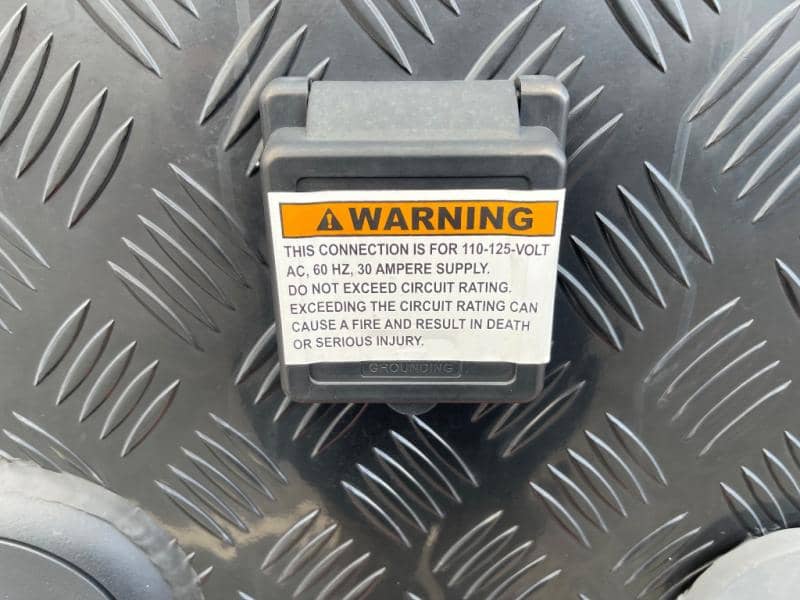 WARNING
THIS CONNECTION IS FOR 110-125-VOLT
AC, 60 HZ, 30 AMPERE SUPPLY.
DO NOT EXCEED CIRCUIT RATING.
EXCEEDING THE CIRCUIT RATING CAN
CAUSE A FIRE AND RESULT IN DEATH
OR SERIOUS INJURY.
GROUNDING